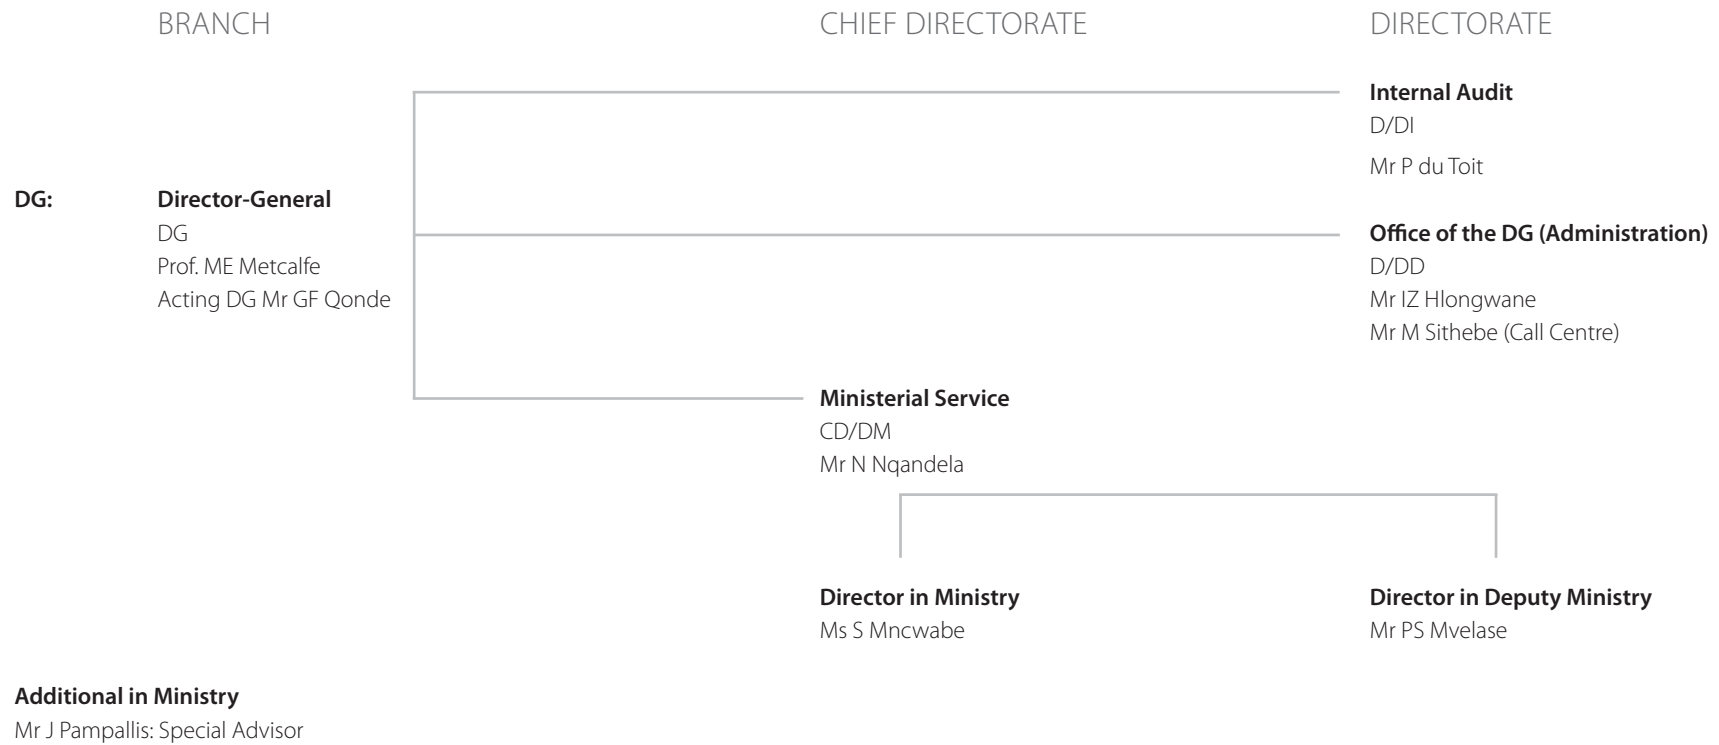 BRANCH
CHIEF DIRECTORATE
DIRECTORATE
Internal Audit
D/DI
Mr P du Toit
DG:
Director-General
DG
Prof. ME Metcalfe
Acting DG Mr GF Qonde
Office of the DG (Administration)
D/DD
Mr IZ Hlongwane
Mr M Sithebe (Call Centre)
Ministerial Service
CD/DM
Mr N Nqandela
Director in Ministry
Ms S Mncwabe
Director in Deputy Ministry
Mr PS Mvelase
Additional in Ministry
Mr J Pampallis: Special Advisor